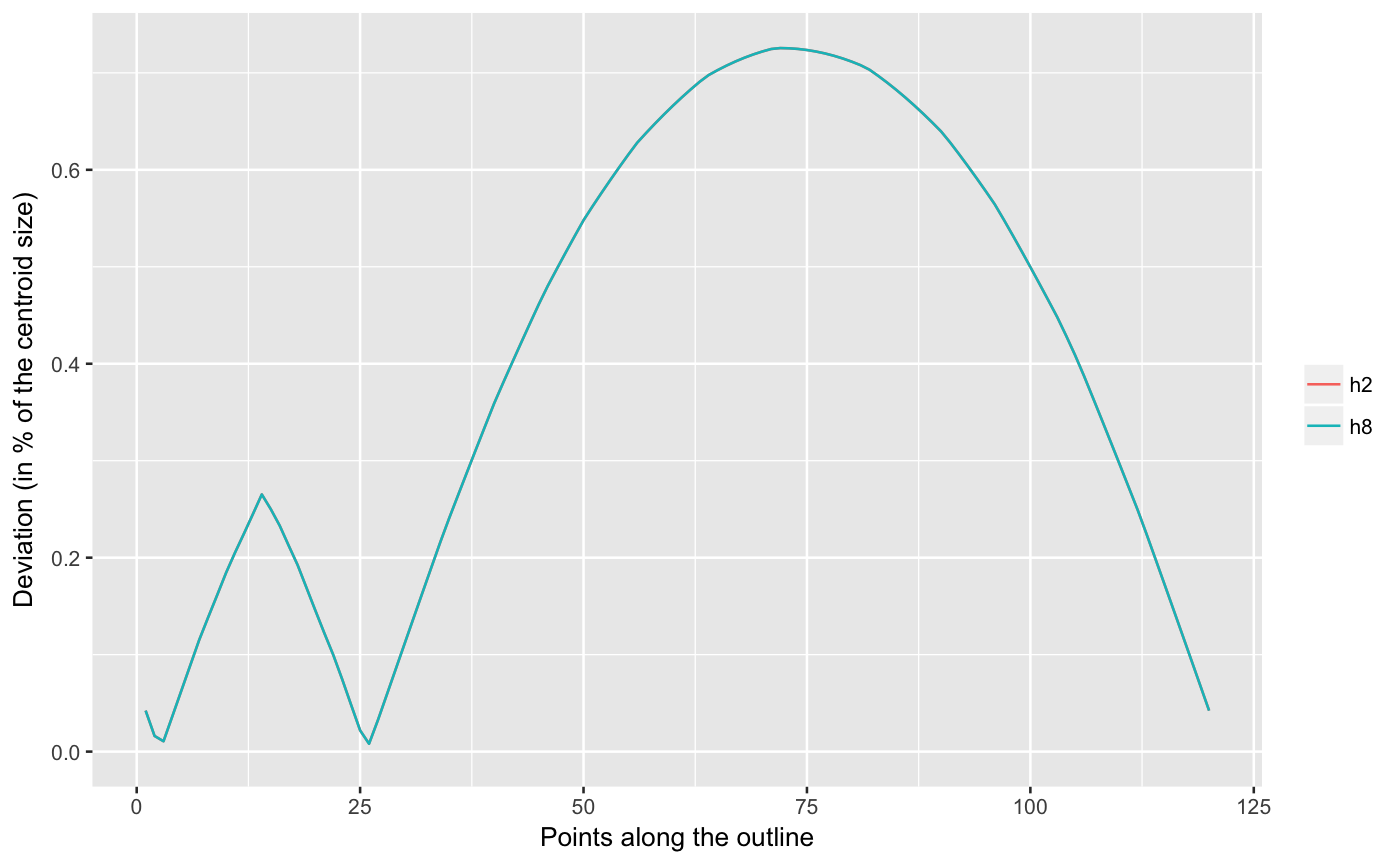 Deviation (in % of the centroid size)
0.6
0.4
0.2
0.0
0
25
50
75
100
125
Points along the outline
h2
h8